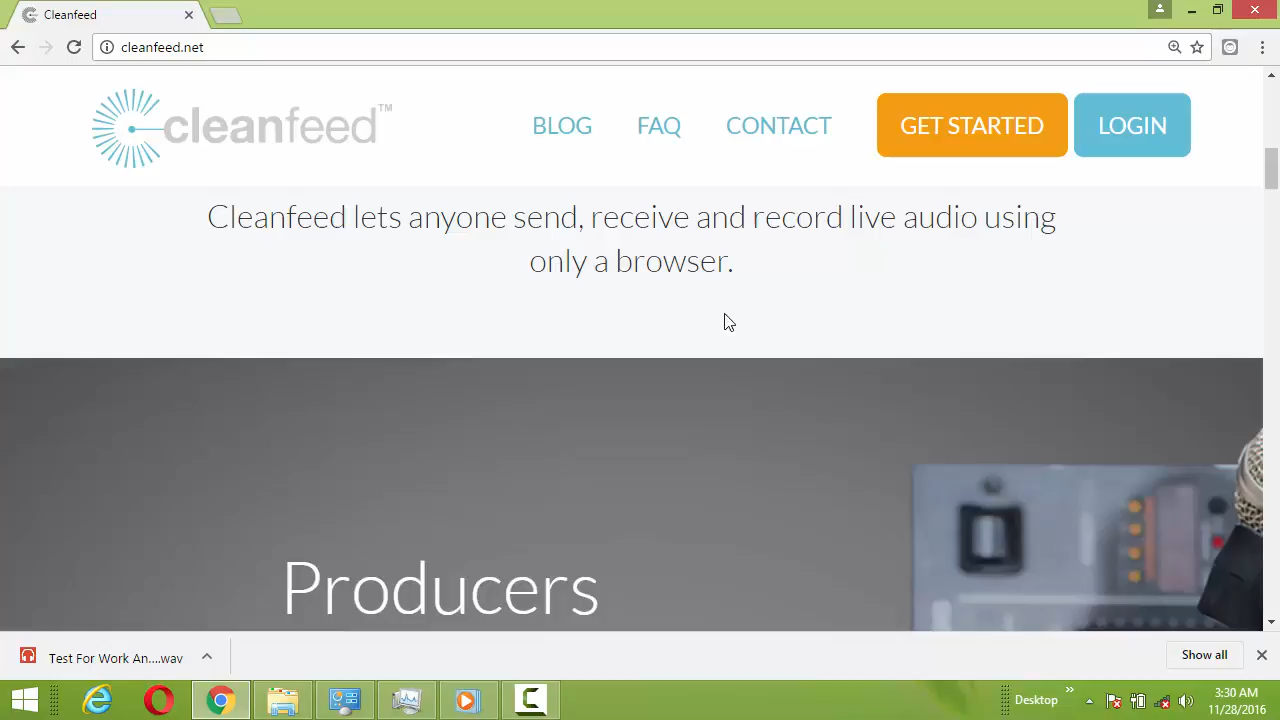 Cleanfeed
cleanfeed.net
cleanfeed™
BLOG
FAQ
CONTACT
GET STARTED
LOGIN
Cleanfeed lets anyone send, receive and record live audio using
only a browser.
Producers
Test For Work An....wav
Show all
Desktop
3:30 AM
11/28/2016